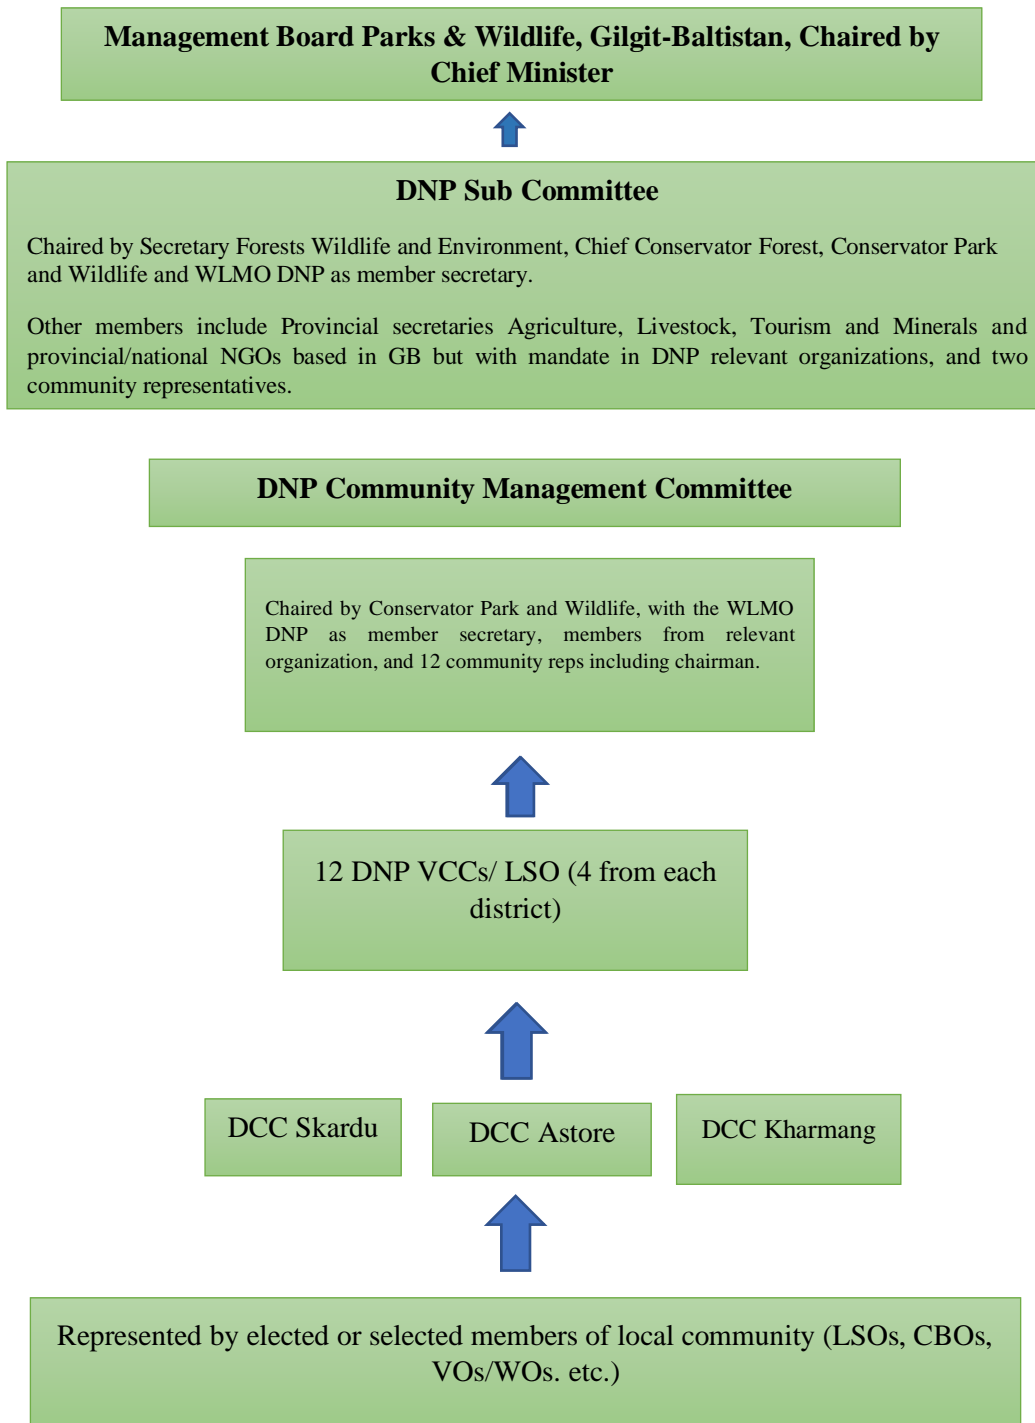 Management Board Parks & Wildlife, Gilgit-Baltistan, Chaired by
Chief Minister
DNP Sub Committee
Chaired by Secretary Forests Wildlife and Environment, Chief Conservator Forest, Conservator Park
and Wildlife and WLMO DNP as member secretary.
Other members include Provincial secretaries Agriculture, Livestock, Tourism and Minerals and
provincial/national NGOs based in GB but with mandate in DNP relevant organizations, and two
community representatives.
DNP Community Management Committee
Chaired by Conservator Park and Wildlife, with the WLMO
DNP as member secretary, members from relevant
organization, and 12 community reps including chairman.
12 DNP VCCs/ LSO (4 from each
district)
DCC Skardu
DCC Astore
DCC Kharmang
Represented by elected or selected members of local community (LSOs, CBOs,
VOs/WOs. etc.)